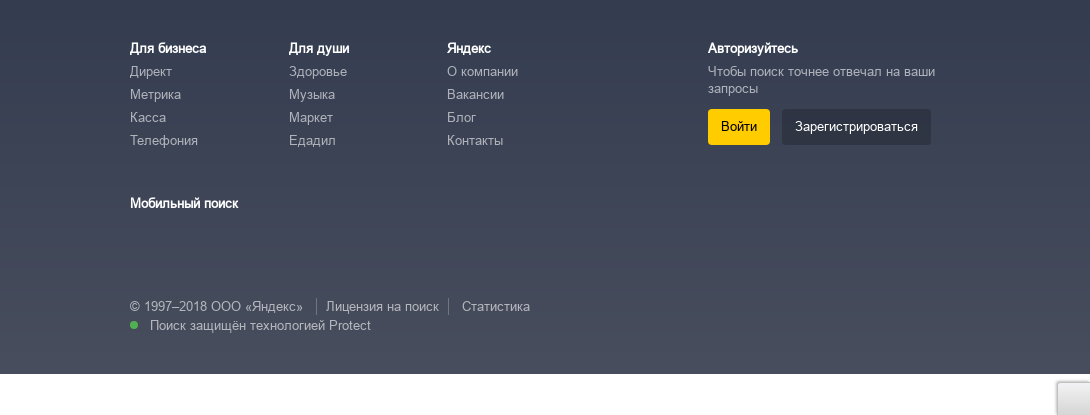 Для бизнеса
Директ
Метрика
Касса
Телефония
Для души
Здоровье
Музыка
Маркет
Едадил
Яндекс
О компании
Вакансии
Блог
Контакты
Авторизуйтесь
Чтобы поиск точнее отвечал на ваши
запросы
Войти
Зарегистрироваться
Мобильный поиск
© 1997–2018 ООО «Яндекс»
Лицензия на поиск
Статистика
Поиск защищён технологией Protect